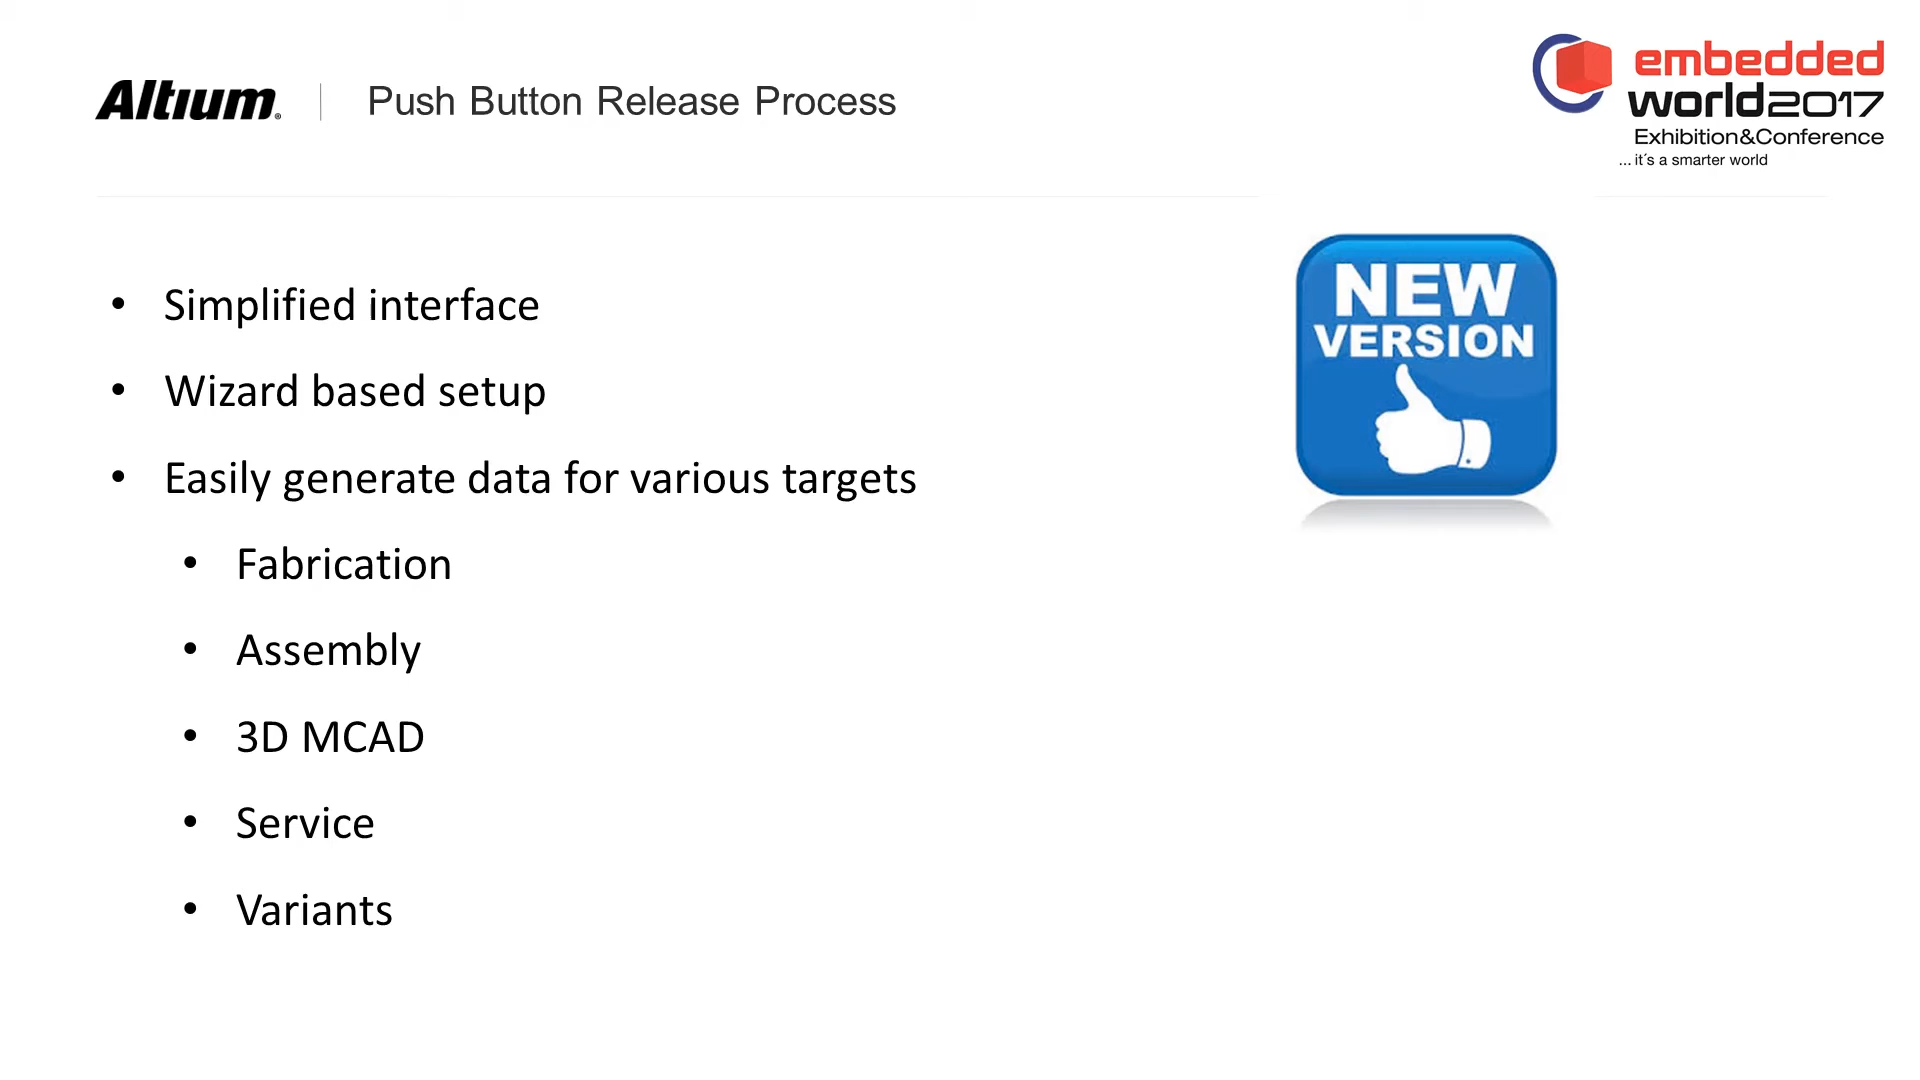 Altium.
Push Button Release Process
embedded
world2017
Exhibition&Conference
... it´s a smarter world
NEW
VERSION
• Simplified interface
• Wizard based setup
• Easily generate data for various targets
• Fabrication
• Assembly
• 3D MCAD
• Service
• Variants